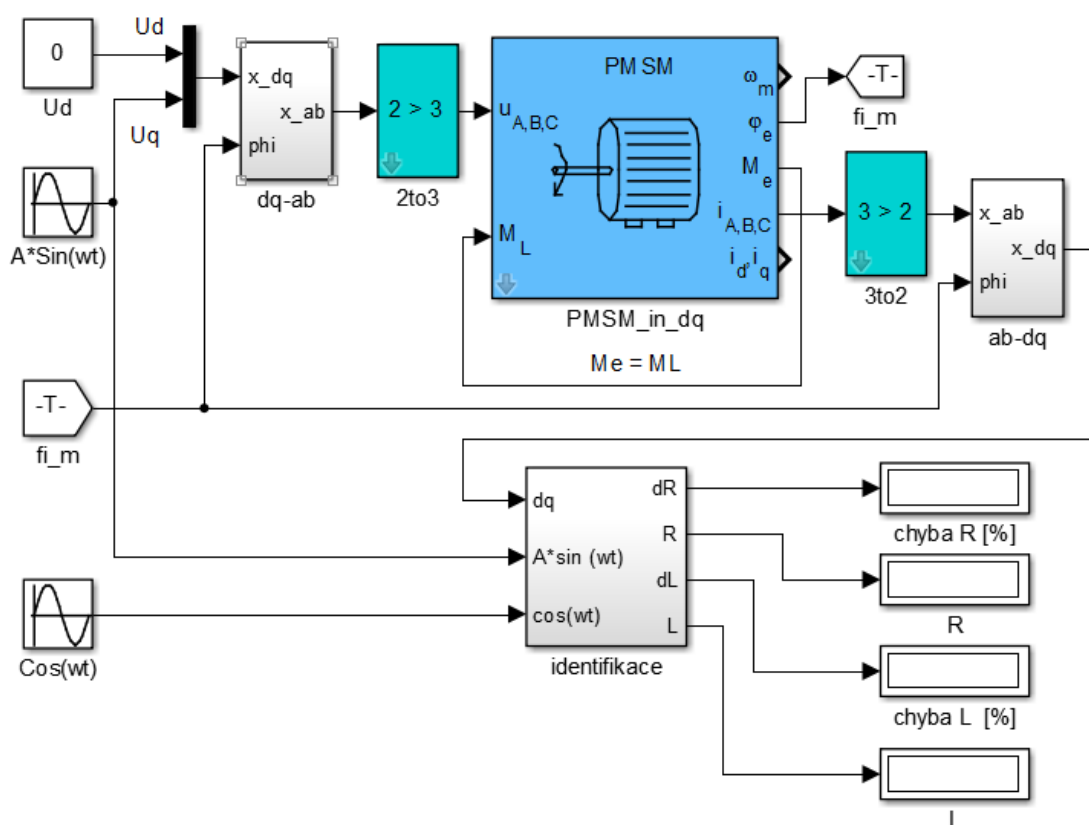 0
Ud
Ud
Uq
x_dq
x_ab
phi
dq-ab
2 > 3
2to3
PMSM
u A,B,C
M L
ω m
φ e
M e
i A,B,C
i d, i q
PMSM_in_dq
Me = ML
-T-
fi_m
3 > 2
3to2
x_ab
x_dq
phi
ab-dq
A*Sin(wt)
-T-
fi_m
Cos(wt)
dq
A*sin (wt)
cos(wt)
dR
R
dL
L
identifikace
chyba R [%]
R
chyba L [%]